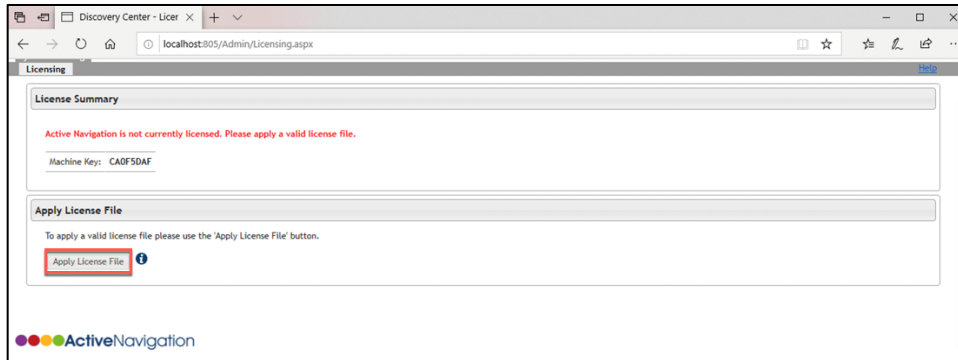 Discovery Center - Licer
localhost:805/Admin/Licensing.aspx
Licensing
Help
License Summary
Active Navigation is not currently licensed. Please apply a valid license file.
Machine Key: CA0F5DAF
Apply License File
To apply a valid license file please use the 'Apply License File' button.
Apply License File
ActiveNavigation